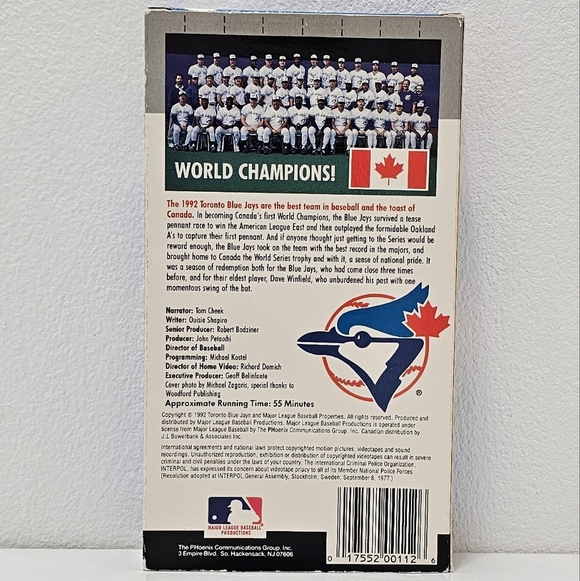 WORLD CHAMPIONS!
The 1992 Toronto Blue Jays are the best team in baseball and the toast of
Canada. In becoming Canada's first World Champions, the Blue Jays survived a tense
pennant race to win the American League East and then outplayed the formidable Oakland
A's to capture their first pennant. And if anyone thought just getting to the Series would be
reward enough, the Blue Jays took on the team with the best record in the majors, and
brought home to Canada the World Series trophy and with it, a sense of national pride. It
was a season of redemption both for the Blue Jays, who had come close three times
before, and for their eldest player, Dave Winfield, who unburdened his past with one
momentous swing of the bat.
Narrator: Tom Cheek
Writer: Ouisie Shapiro
Senior Producer: Robert Bodziner
Producer: John Petacchi
Director of Baseball
Programming: Michael Kostel
Director of Home Video: Richard Domich
Executive Producer: Geoff Belinfante
Cover photo by Michael Zagaris, special thanks to
Woodford Publishing
Approximate Running Time: 55 Minutes
®
Copyright © 1992 Toronto Blue Jays and Major League Baseball Properties. All rights reserved. Produced and
distributed by Major League Baseball Productions. Major League Baseball Productions is operated under
license from Major League Baseball by The PHoenix Communications Group, Inc. Canadian distribution by
J.L Bowerbank & Associates Inc.
International agreements and national laws protect copyrighted motion pictures, videotapes and sound
recordings. Unauthorized reproduction, exhibition or distribution of copyrighted videotapes can result in severe
criminal and civil penalties under the laws of your country. The International Criminal Police Organization,
INTERPOL, has expressed its concern about videotape piracy to all of its Member National Police Forces
(Resolution adopted at INTERPOL General Assembly, Stockholm, Sweden, September 8, 1977.)
MAJOR LEAGUE BASEBALL
PRODUCTIONS
The PHoenix Communications Group, Inc.
3 Empire Blvd. So. Hackensack, NJ 07606
0 17552 00112 6